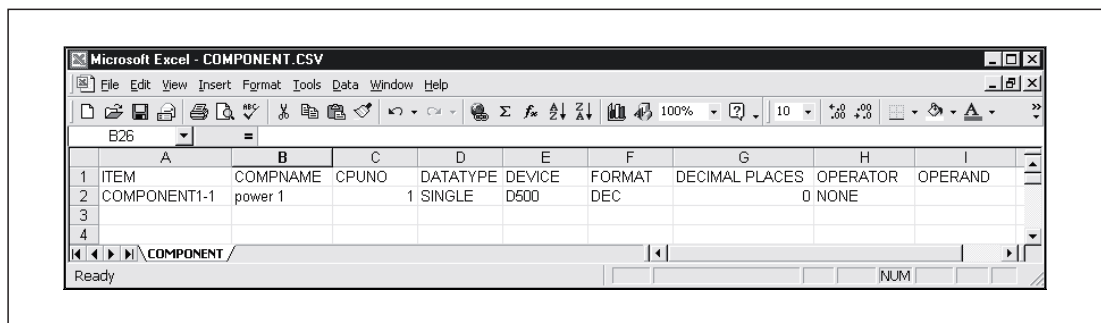 Microsoft Excel - COMPONENT.CSV
File Edit View Insert Format Tools Data Window Help
100% 10
B26 =
A B C D E F G H I
1 ITEM COMPNAME CPUNO DATATYPE DEVICE FORMAT DECIMAL PLACES OPERATOR OPERAND
2 COMPONENT1-1 power 1 1 SINGLE D500 DEC 0 NONE
3
4
COMPONENT
Ready NUM